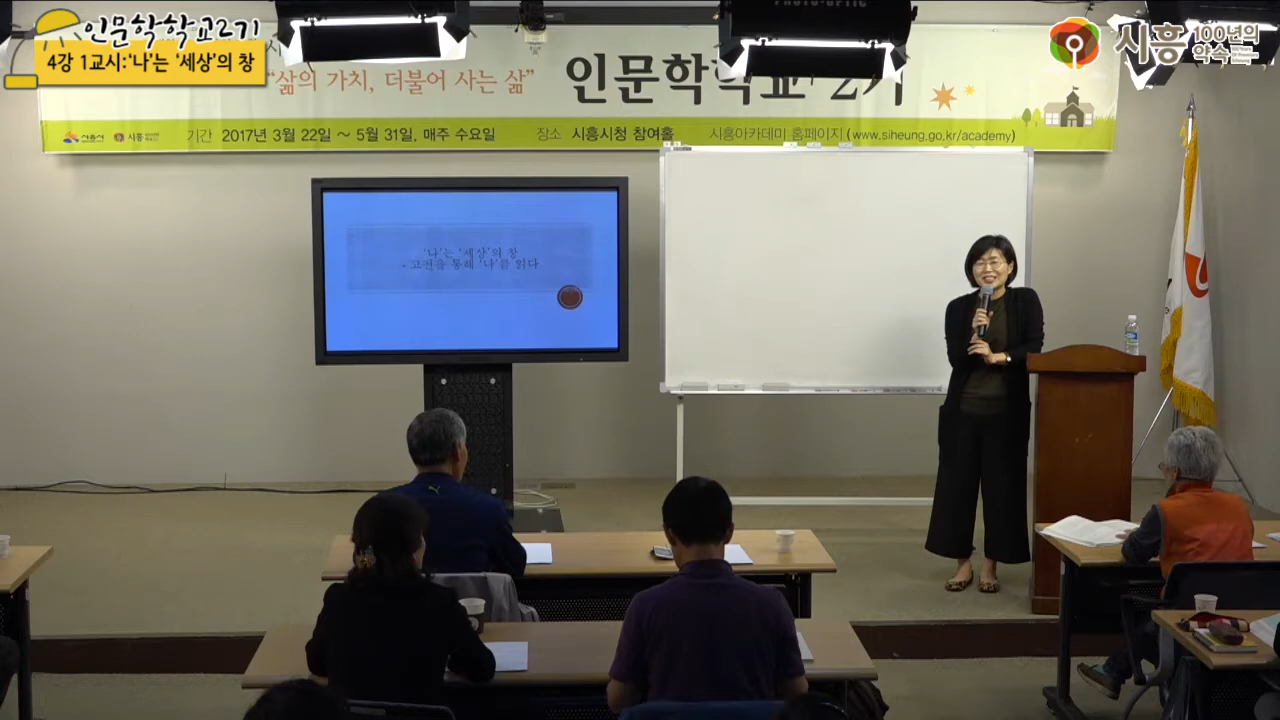 인문학학교2기
4강 1교시:‘나’는 ‘세상’의 창
시흥 100년의 약속
“삶의 가치, 더불어 사는 삶” 인문학학교 2기
시흥시 시흥 기간 2017년 3월 22일 ~ 5월 31일, 매주 수요일 장소 시흥시청 참여홀 시흥아카데미 홈페이지 (www.siheung.go.kr/academy)
‘나’는 ‘세상’의 창
- 고전을 통해 ‘나’를 읽다